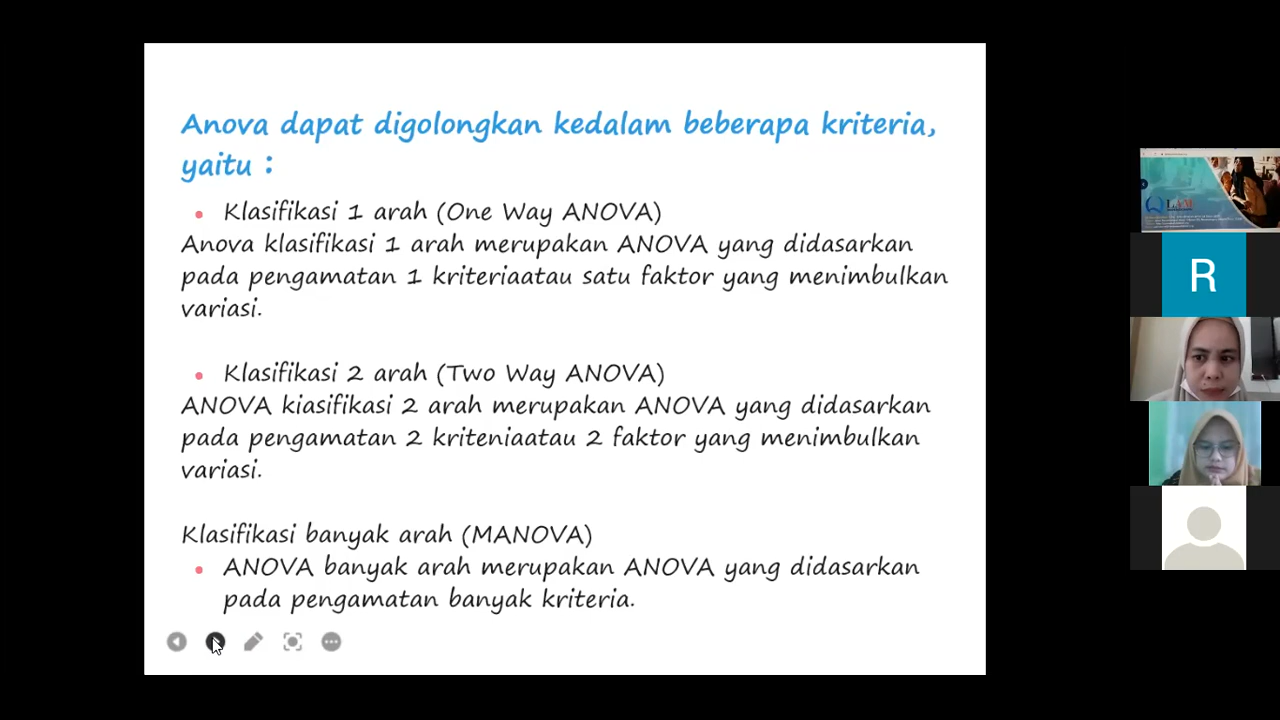 Anova dapat digolongkan kedalam beberapa kriteria,
yaitu :
• Klasifikasi 1 arah (One Way ANOVA)
Anova klasifikasi 1 arah merupakan ANOVA yang didasarkan
pada pengamatan 1 kriteriaatau satu faktor yang menimbulkan
variasi.
• Klasifikasi 2 arah (Two Way ANOVA)
ANOVA kiasifikasi 2 arah merupakan ANOVA yang didasarkan
pada pengamatan 2 kriteniaatau 2 faktor yang menimbulkan
variasi.
Klasifikasi banyak arah (MANOVA)
• ANOVA banyak arah merupakan ANOVA yang didasarkan
pada pengamatan banyak kriteria.
R